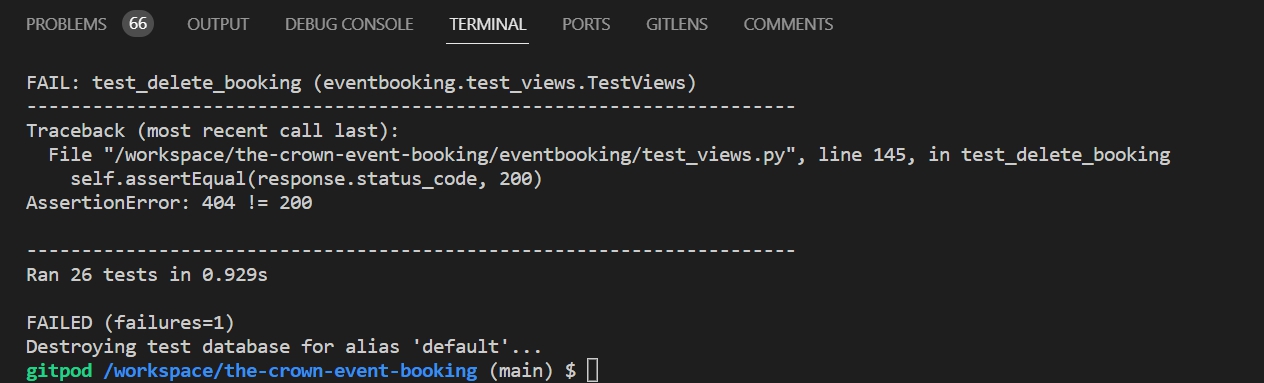 PROBLEMS 66 OUTPUT DEBUG CONSOLE TERMINAL PORTS GITLENS COMMENTS
FAIL: test_delete_booking (eventbooking.test_views.TestViews)
----------------------------------------------------------------------
Traceback (most recent call last):
  File "/workspace/the-crown-event-booking/eventbooking/test_views.py", line 145, in test_delete_booking
    self.assertEqual(response.status_code, 200)
AssertionError: 404 != 200
----------------------------------------------------------------------
Ran 26 tests in 0.929s
FAILED (failures=1)
Destroying test database for alias 'default'...
gitpod /workspace/the-crown-event-booking (main) $